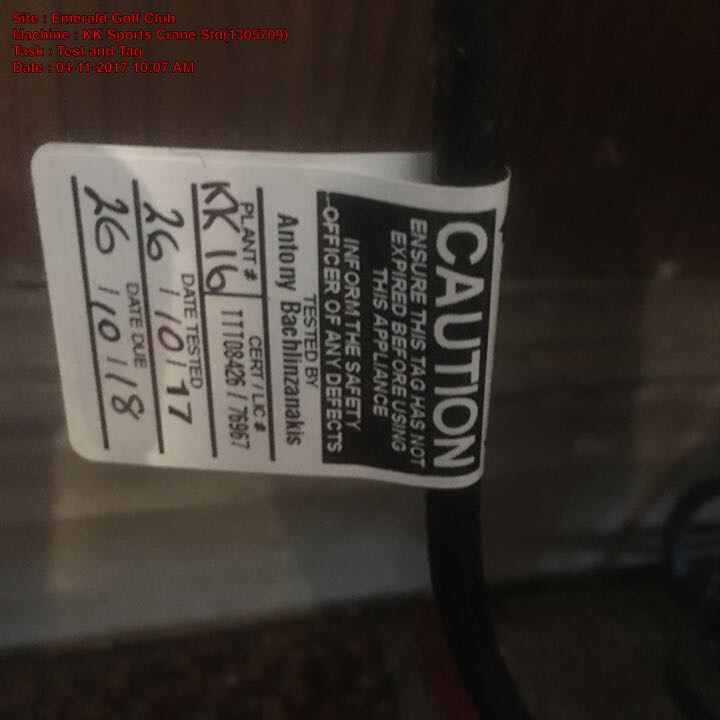 Site : Emerald Golf Club
Machine : KK Sports Crane Std(1305709)
Task : Test and Tag
Date : 04-11-2017 10:07 AM
CAUTION
ENSURE THIS TAG HAS NOT
EXPIRED BEFORE USING
THIS APPLIANCE
INFORM THE SAFETY
OFFICER OF ANY DEFECTS
TESTED BY
Antony Bachlinzanakis
PLANT # CERT / LIC #
KK 16 11108426 / 76967
DATE TESTED
26 / 10 / 17
DATE DUE
26 / 10 / 18